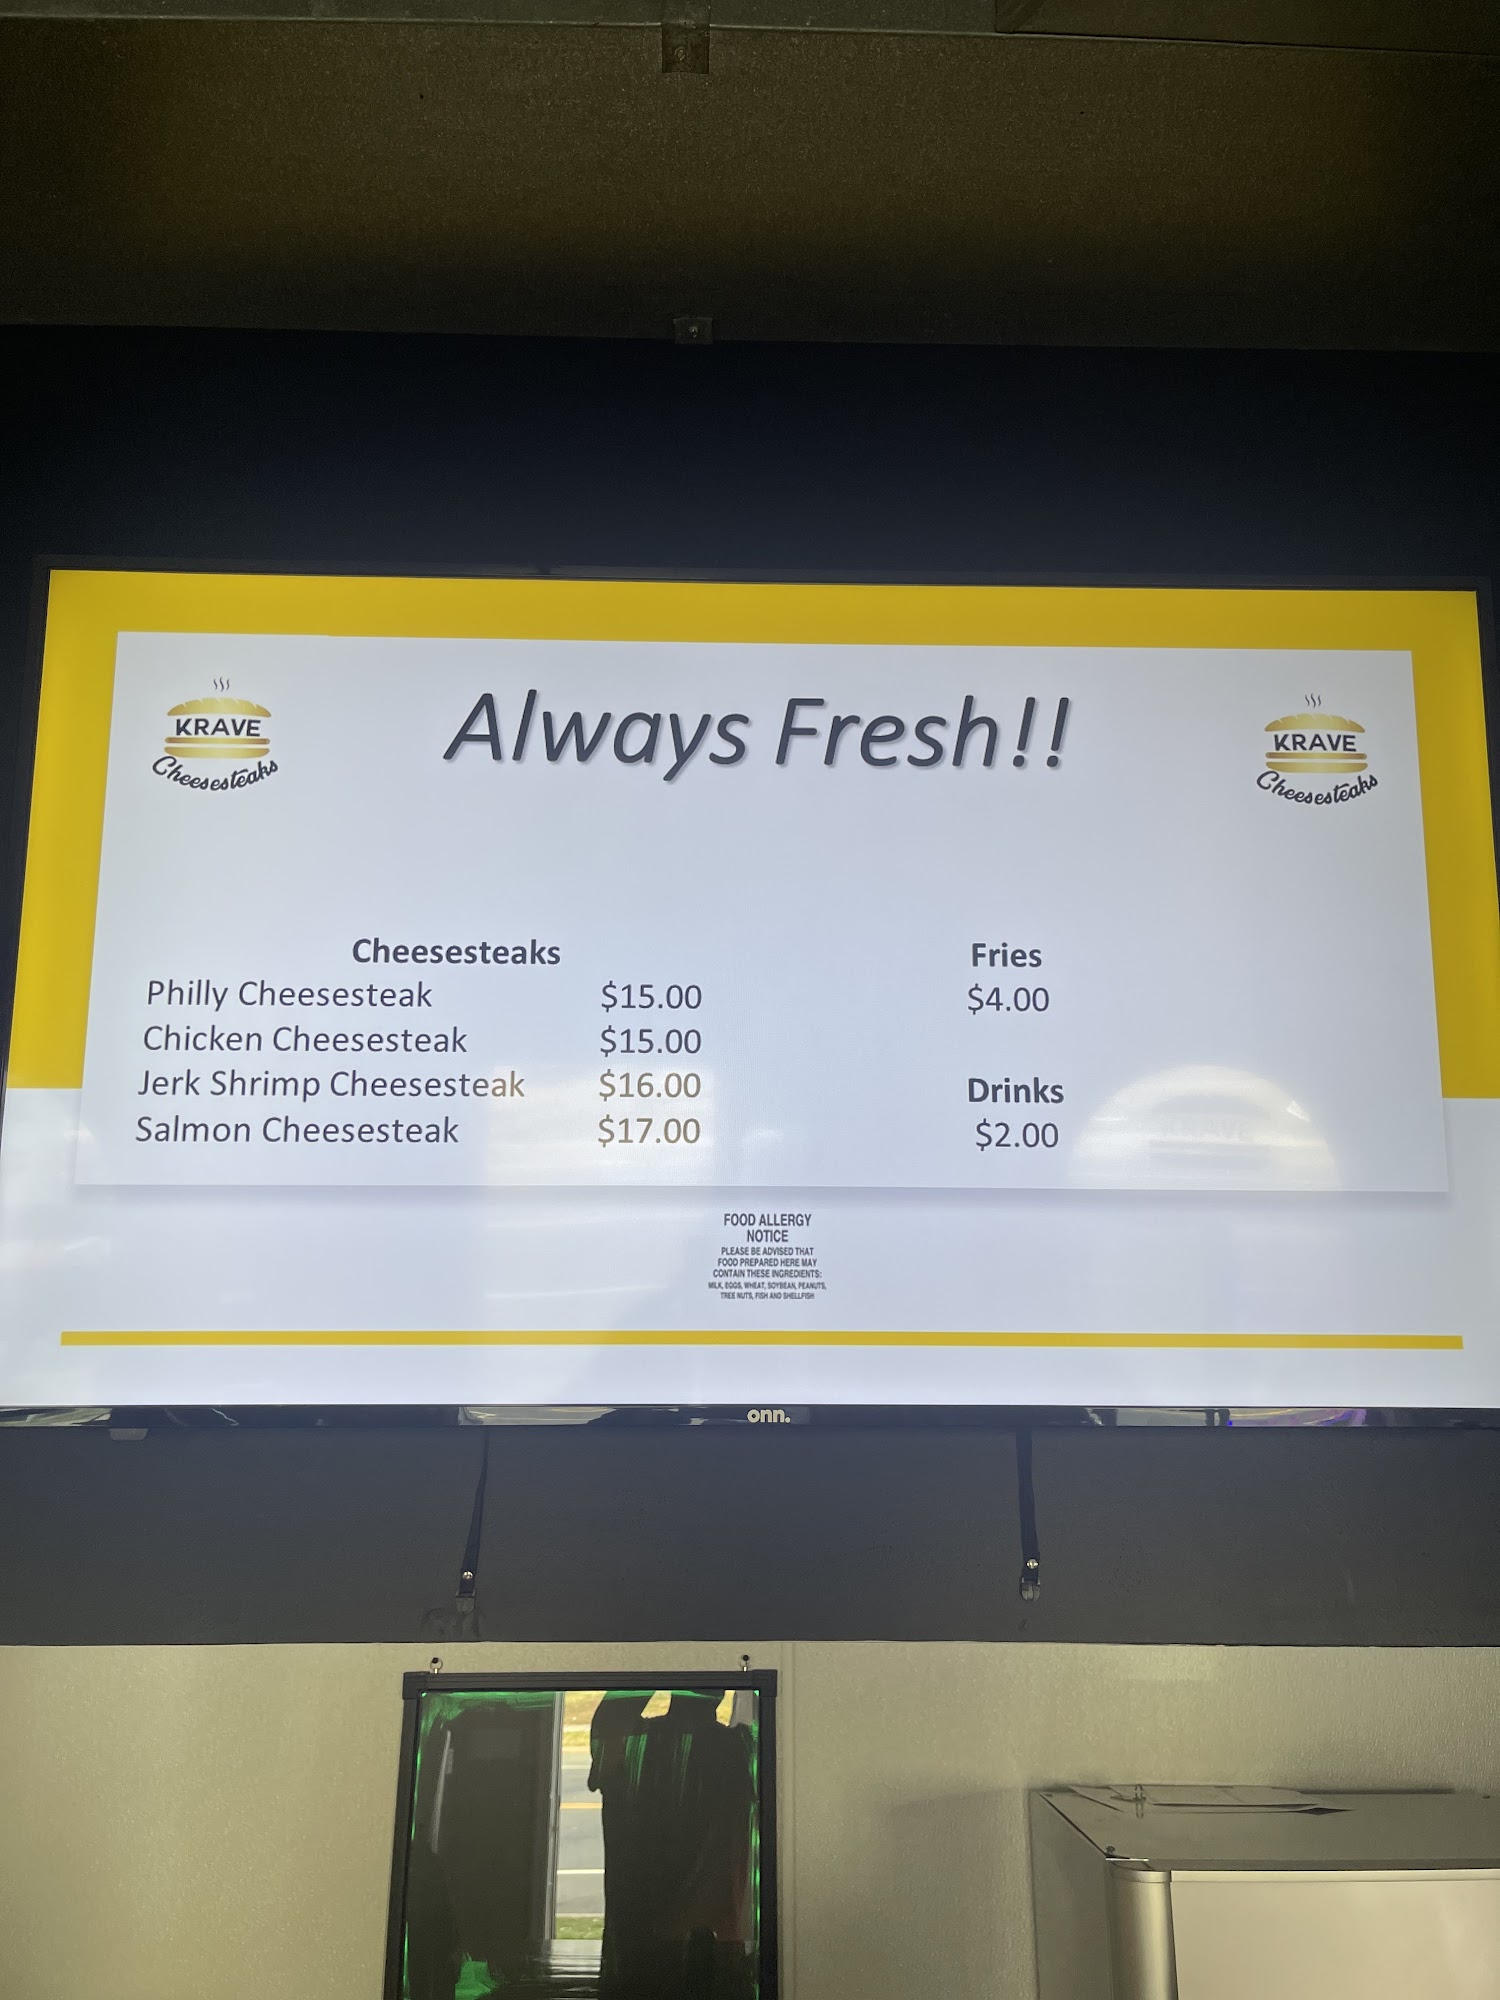 KRAVE
Cheesesteaks
Always Fresh!!
KRAVE
Cheesesteaks
Cheesesteaks
Philly Cheesesteak $15.00
Chicken Cheesesteak $15.00
Jerk Shrimp Cheesesteak $16.00
Salmon Cheesesteak $17.00
Fries
$4.00
Drinks
$2.00
FOOD ALLERGY
NOTICE
PLEASE BE ADVISED THAT
FOOD PREPARED HERE MAY
CONTAIN THESE INGREDIENTS:
MILK, EGGS, WHEAT, SOYBEAN, PEANUTS,
TREE NUTS, FISH AND SHELLFISH
onn.